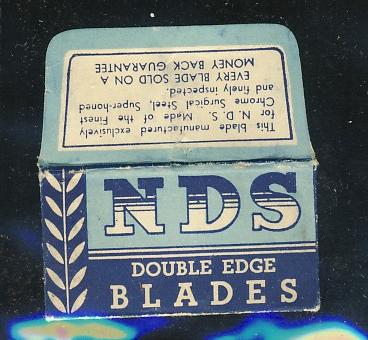 This blade manufactured exclusively
for N. D. S. Made of the Finest
Chrome Surgical Steel, Super-honed
and finely inspected.
EVERY BLADE SOLD ON A
MONEY BACK GUARANTEE
NDS
DOUBLE EDGE
BLADES